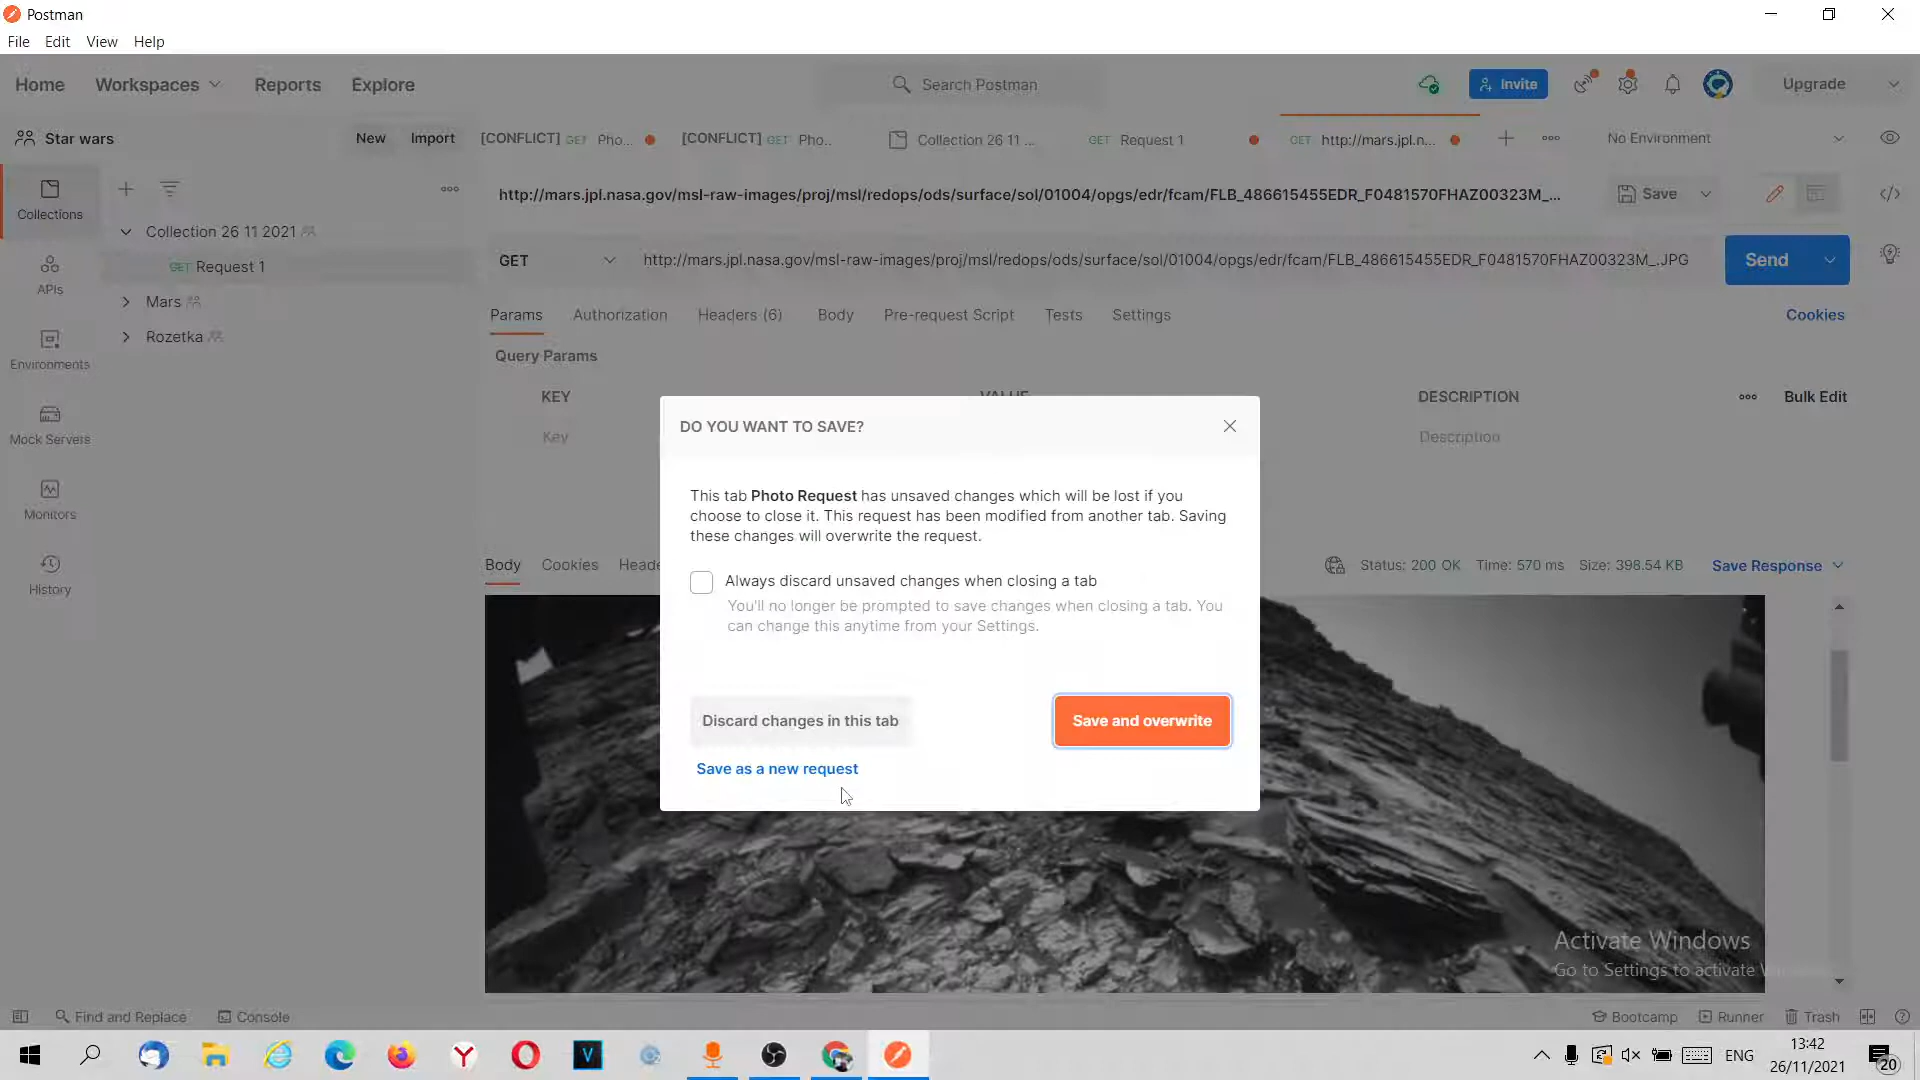 Postman
File Edit View Help
Home Workspaces Reports Explore Search Postman Invite Upgrade
Star wars New Import [CONFLICT] GET Pho... [CONFLICT] GET Pho.. Collection 26 11 ... GET Request 1 GET http://mars.jpl.n... No Environment
Collections
http://mars.jpl.nasa.gov/msl-raw-images/proj/msl/redops/ods/surface/sol/01004/opgs/edr/fcam/FLB_486615455EDR_F0481570FHAZ00323M_... Save
Collection 26 11 2021
GET Request 1
Mars
Rozetka
APIs
Environments
Mock Servers
Monitors
History
GET http://mars.jpl.nasa.gov/msl-raw-images/proj/msl/redops/ods/surface/sol/01004/opgs/edr/fcam/FLB_486615455EDR_F0481570FHAZ00323M_.JPG Send
Params Authorization Headers (6) Body Pre-request Script Tests Settings Cookies
Query Params
KEY VALUE DESCRIPTION Bulk Edit
Key Description
DO YOU WANT TO SAVE?
This tab Photo Request has unsaved changes which will be lost if you
choose to close it. This request has been modified from another tab. Saving
these changes will overwrite the request.
Always discard unsaved changes when closing a tab
You'll no longer be prompted to save changes when closing a tab. You
can change this anytime from your Settings.
Discard changes in this tab Save and overwrite
Save as a new request
Body Cookies Heade Status: 200 OK Time: 570 ms Size: 398.54 KB Save Response
Activate Windows
Go to Settings to activate
Find and Replace Console Bootcamp Runner Trash
ENG 13:42
26/11/2021 20